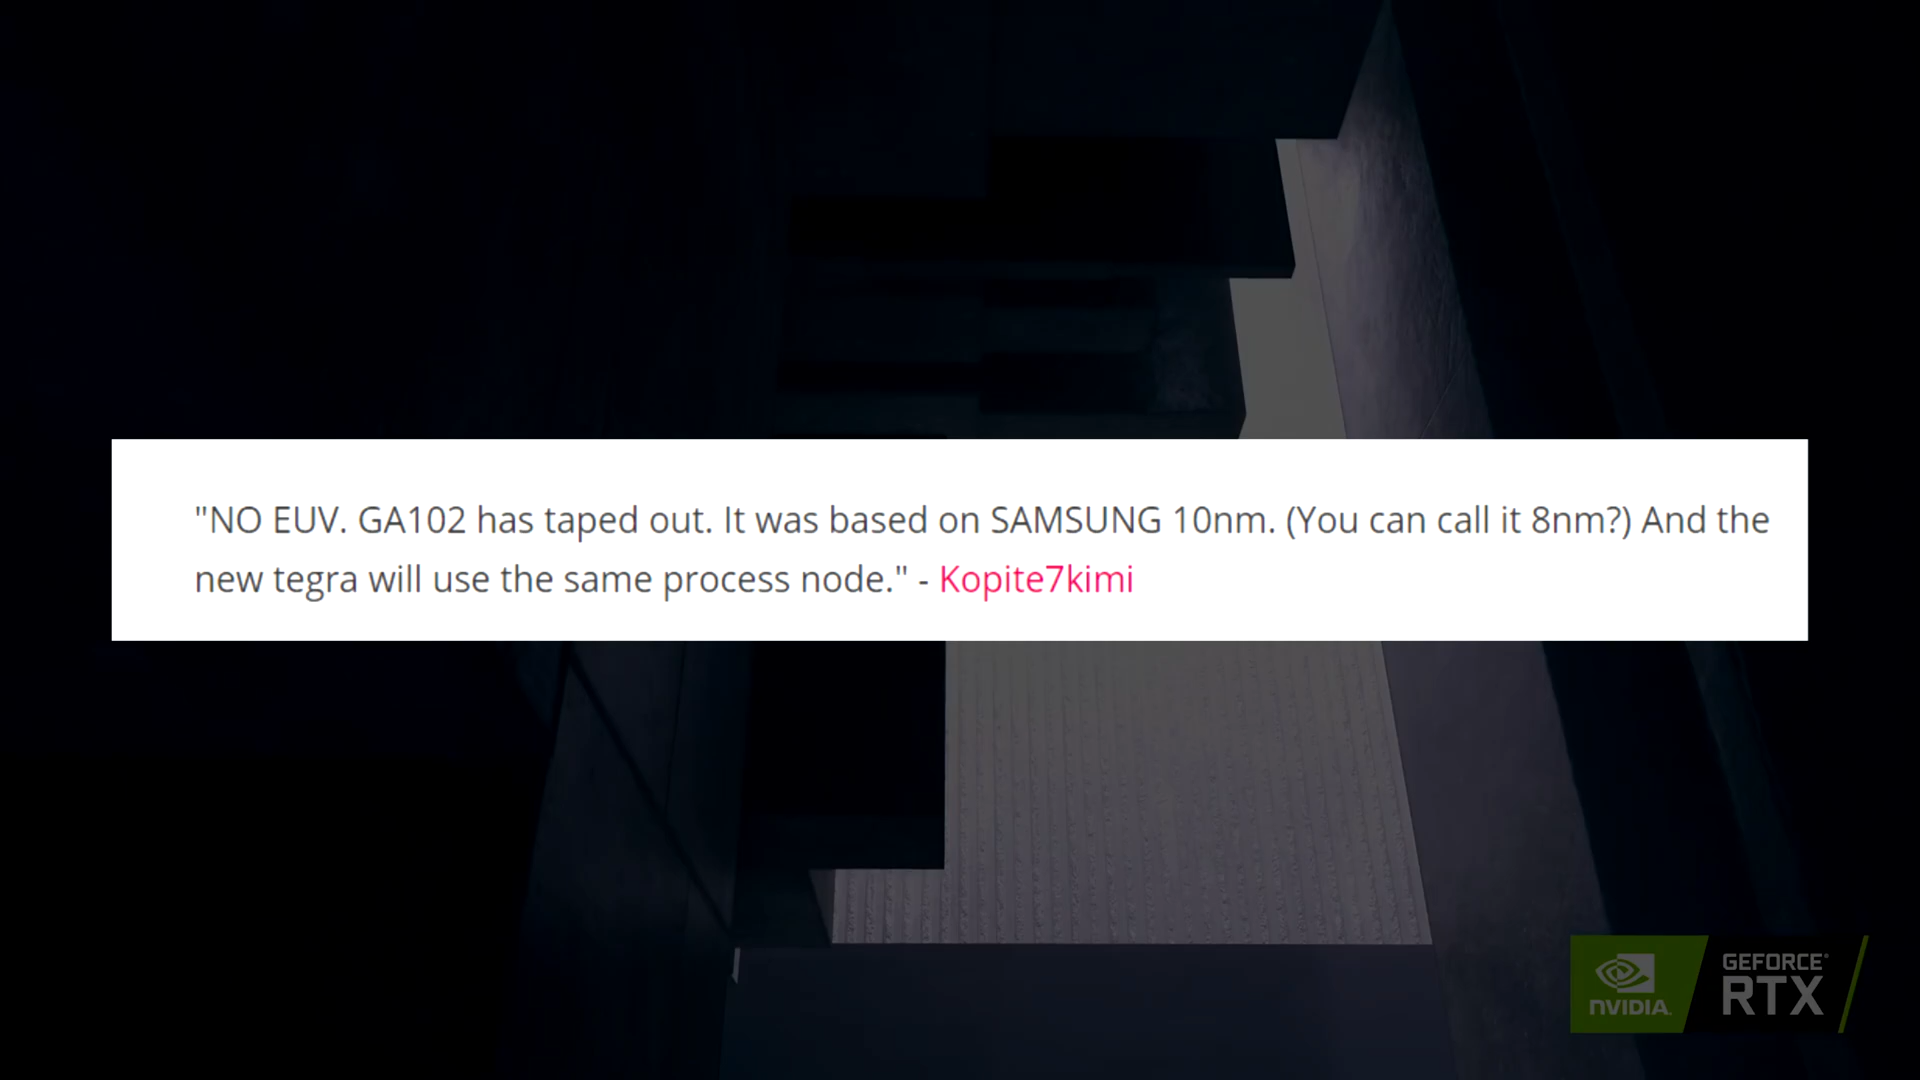 "NO EUV. GA102 has taped out. It was based on SAMSUNG 10nm. (You can call it 8nm?) And the
new tegra will use the same process node." - Kopite7kimi
NVIDIA.
GEFORCE®
RTX